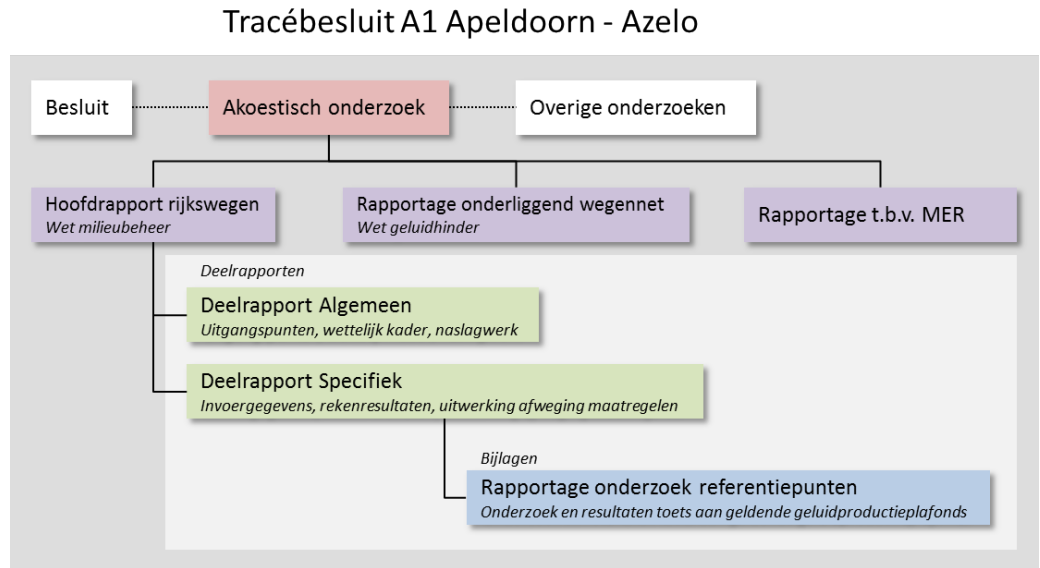 Tracébesluit A1 Apeldoorn - Azelo
Besluit
Akoestisch onderzoek
Overige onderzoeken
Hoofdrapport rijkswegen
Wet milieubeheer
Rapportage onderliggend wegennet
Wet geluidhinder
Rapportage t.b.v. MER
Deelrapporten
Deelrapport Algemeen
Uitgangspunten, wettelijk kader, naslagwerk
Deelrapport Specifiek
Invoergegevens, rekenresultaten, uitwerking afweging maatregelen
Bijlagen
Rapportage onderzoek referentiepunten
Onderzoek en resultaten toets aan geldende geluidproductieplafonds